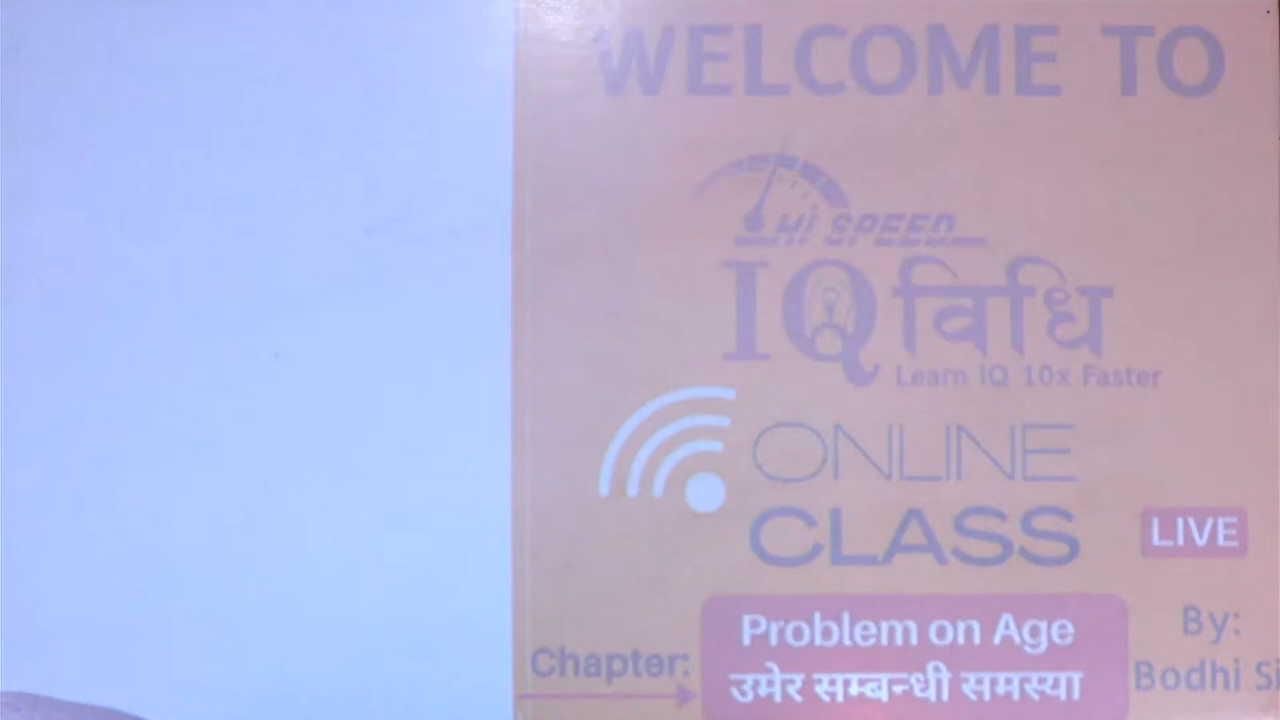 WELCOME TO
Hi SPEED
IQ विधि
Learn IQ 10x Faster
ONLINE
CLASS
LIVE
Problem on Age
By:
Chapter:
उमेर सम्बन्धी समस्या
Bodhi